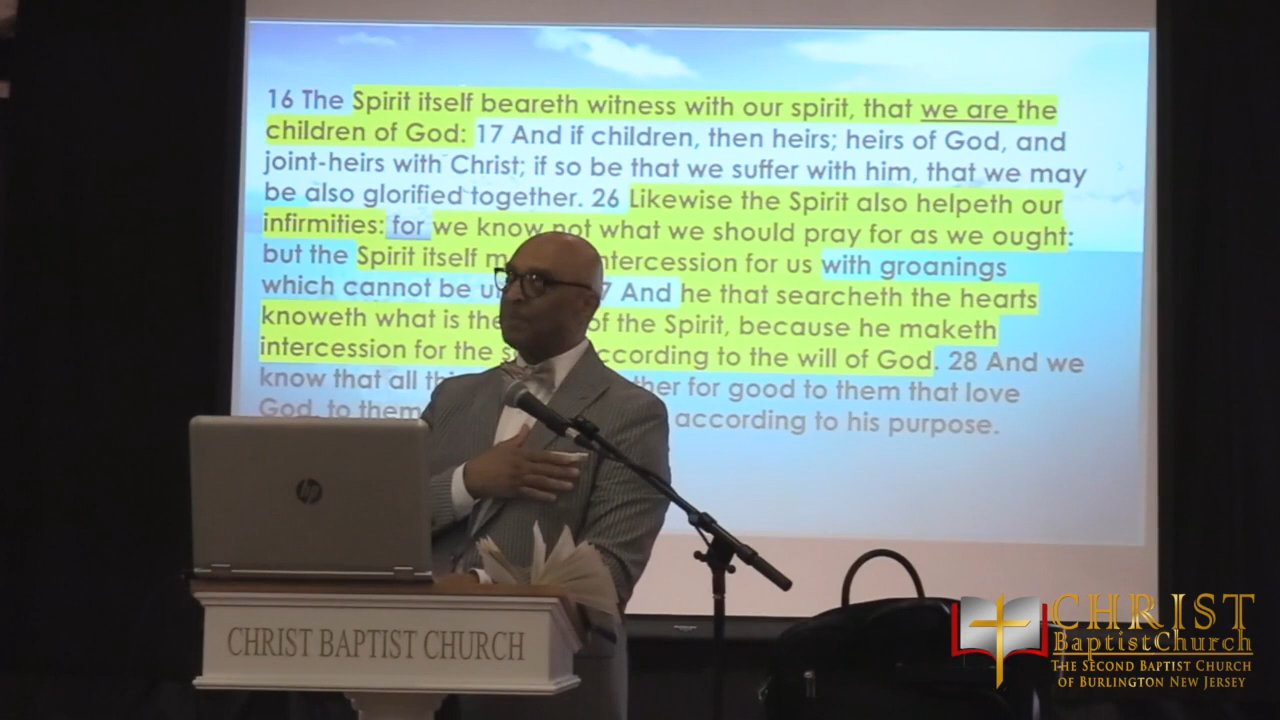 16 The Spirit itself beareth witness with our spirit, that we are the
children of God: 17 And if children, then heirs; heirs of God, and
joint-heirs with Christ; if so be that we suffer with him, that we may
be also glorified together. 26 Likewise the Spirit also helpeth our
infirmities: for we know not what we should pray for as we ought:
but the Spirit itself m ntercession for us with groanings
which cannot be u 7 And he that searcheth the hearts
knoweth what is the of the Spirit, because he maketh
intercession for the s ccording to the will of God. 28 And we
know that all th ther for good to them that love
God, to them according to his purpose.
hp
CHRIST BAPTIST CHURCH
CHRIST
Baptist Church
THE SECOND BAPTIST CHURCH
OF BURLINGTON NEW JERSEY